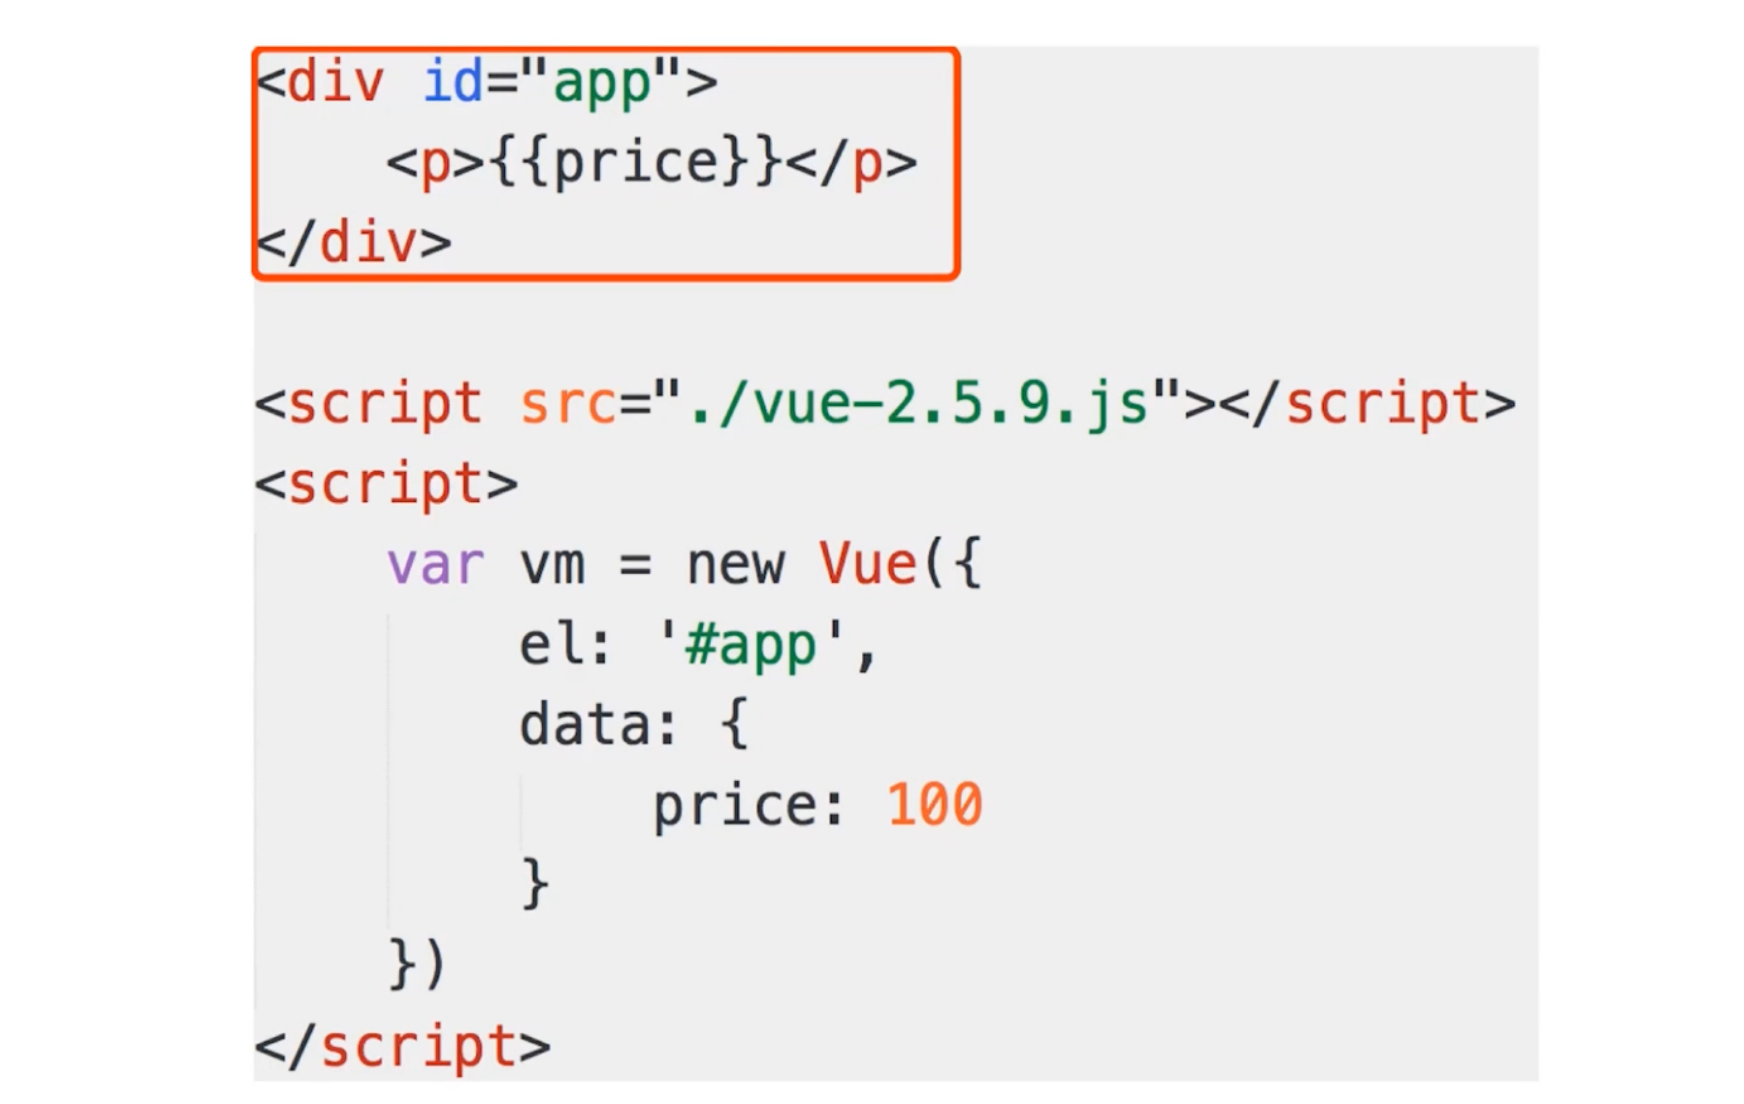 <div id="app">
    <p>{{price}}</p>
</div>
<script src="./vue-2.5.9.js"></script>
<script>
    var vm = new Vue({
        el: '#app',
        data: {
            price: 100
        }
    })
</script>